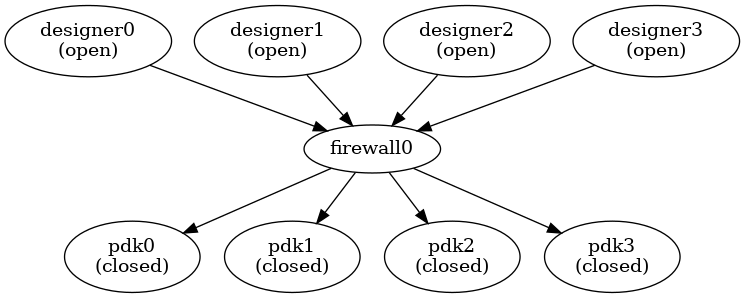 designer0
(open)
designer1
(open)
designer2
(open)
designer3
(open)
firewall0
pdk0
(closed)
pdk1
(closed)
pdk2
(closed)
pdk3
(closed)